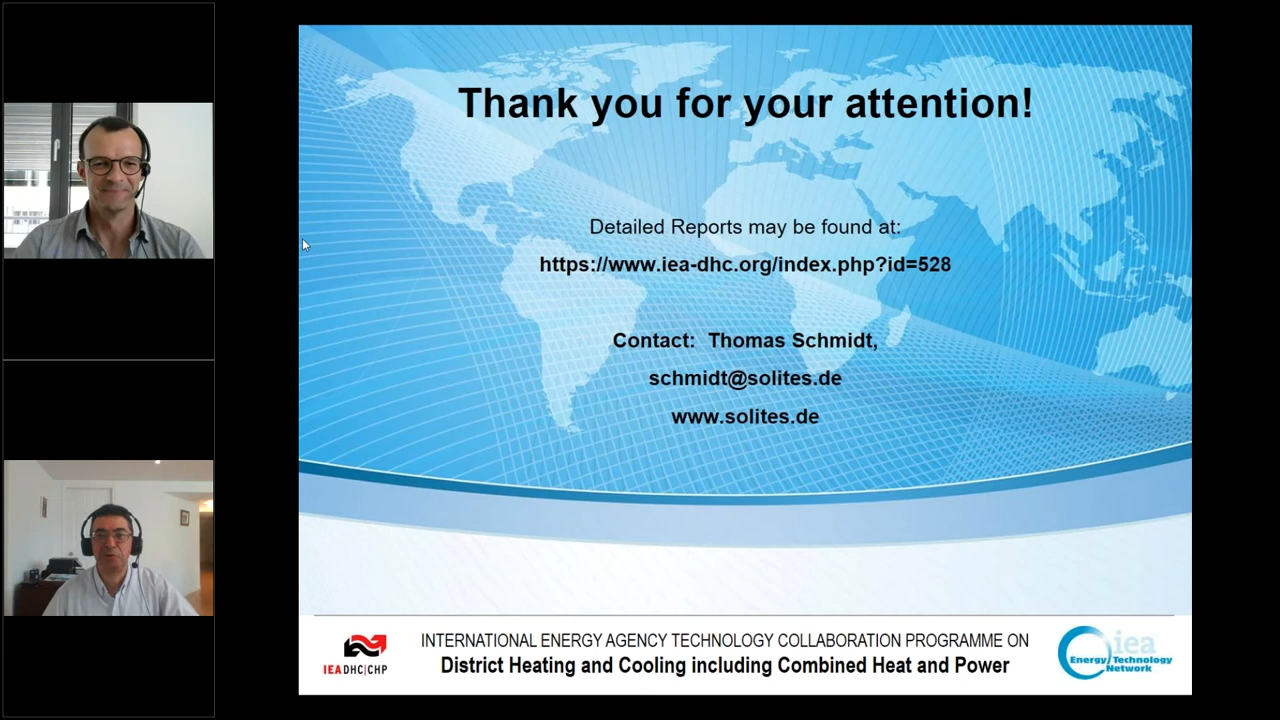 Thank you for your attention!
Detailed Reports may be found at:
https://www.iea-dhc.org/index.php?id=528
Contact: Thomas Schmidt,
schmidt@solites.de
www.solites.de
IEA DHC|CHP
INTERNATIONAL ENERGY AGENCY TECHNOLOGY COLLABORATION PROGRAMME ON
District Heating and Cooling including Combined Heat and Power
iea
Energy Technology
Network